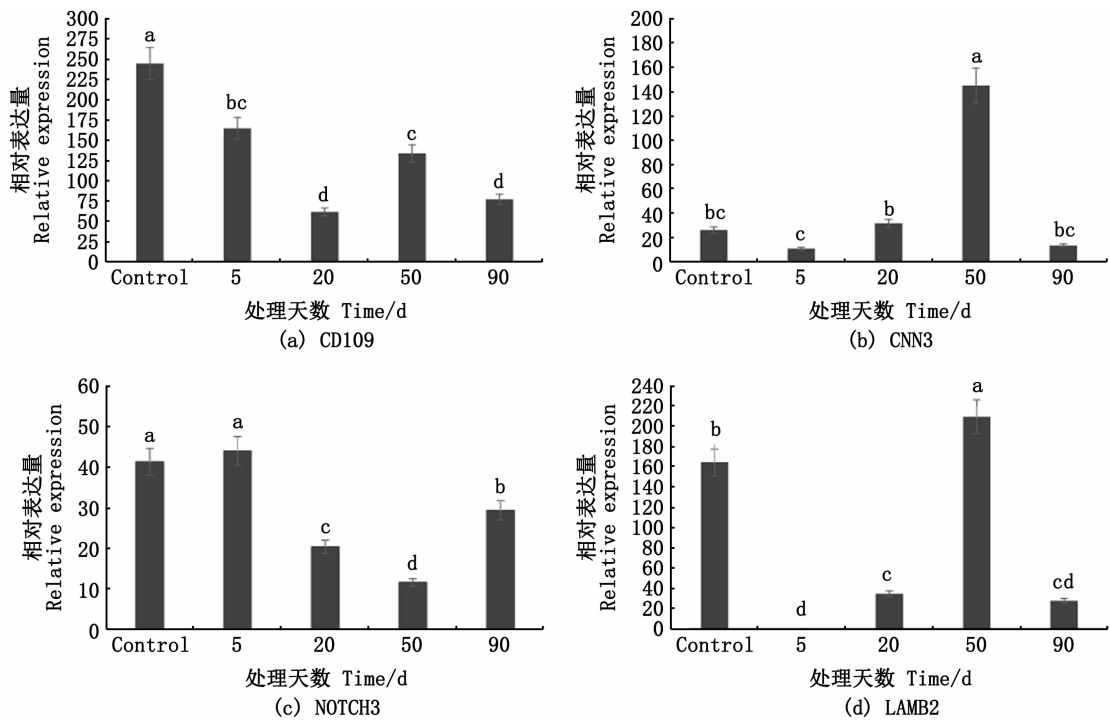 相对表达量
Relative expression
300
275
250
225
200
175
150
125
100
75
50
25
0
a
bc
d
c
d
Control 5 20 50 90
处理天数 Time/d
(a) CD109
相对表达量
Relative expression
200
180
160
140
120
100
80
60
40
20
0
bc
c
b
a
bc
Control 5 20 50 90
处理天数 Time/d
(b) CNN3
相对表达量
Relative expression
60
50
40
30
20
10
0
a
a
c
d
b
Control 5 20 50 90
处理天数 Time/d
(c) NOTCH3
相对表达量
Relative expression
240
220
200
180
160
140
120
100
80
60
40
20
0
b
d
c
a
cd
Control 5 20 50 90
处理天数 Time/d
(d) LAMB2